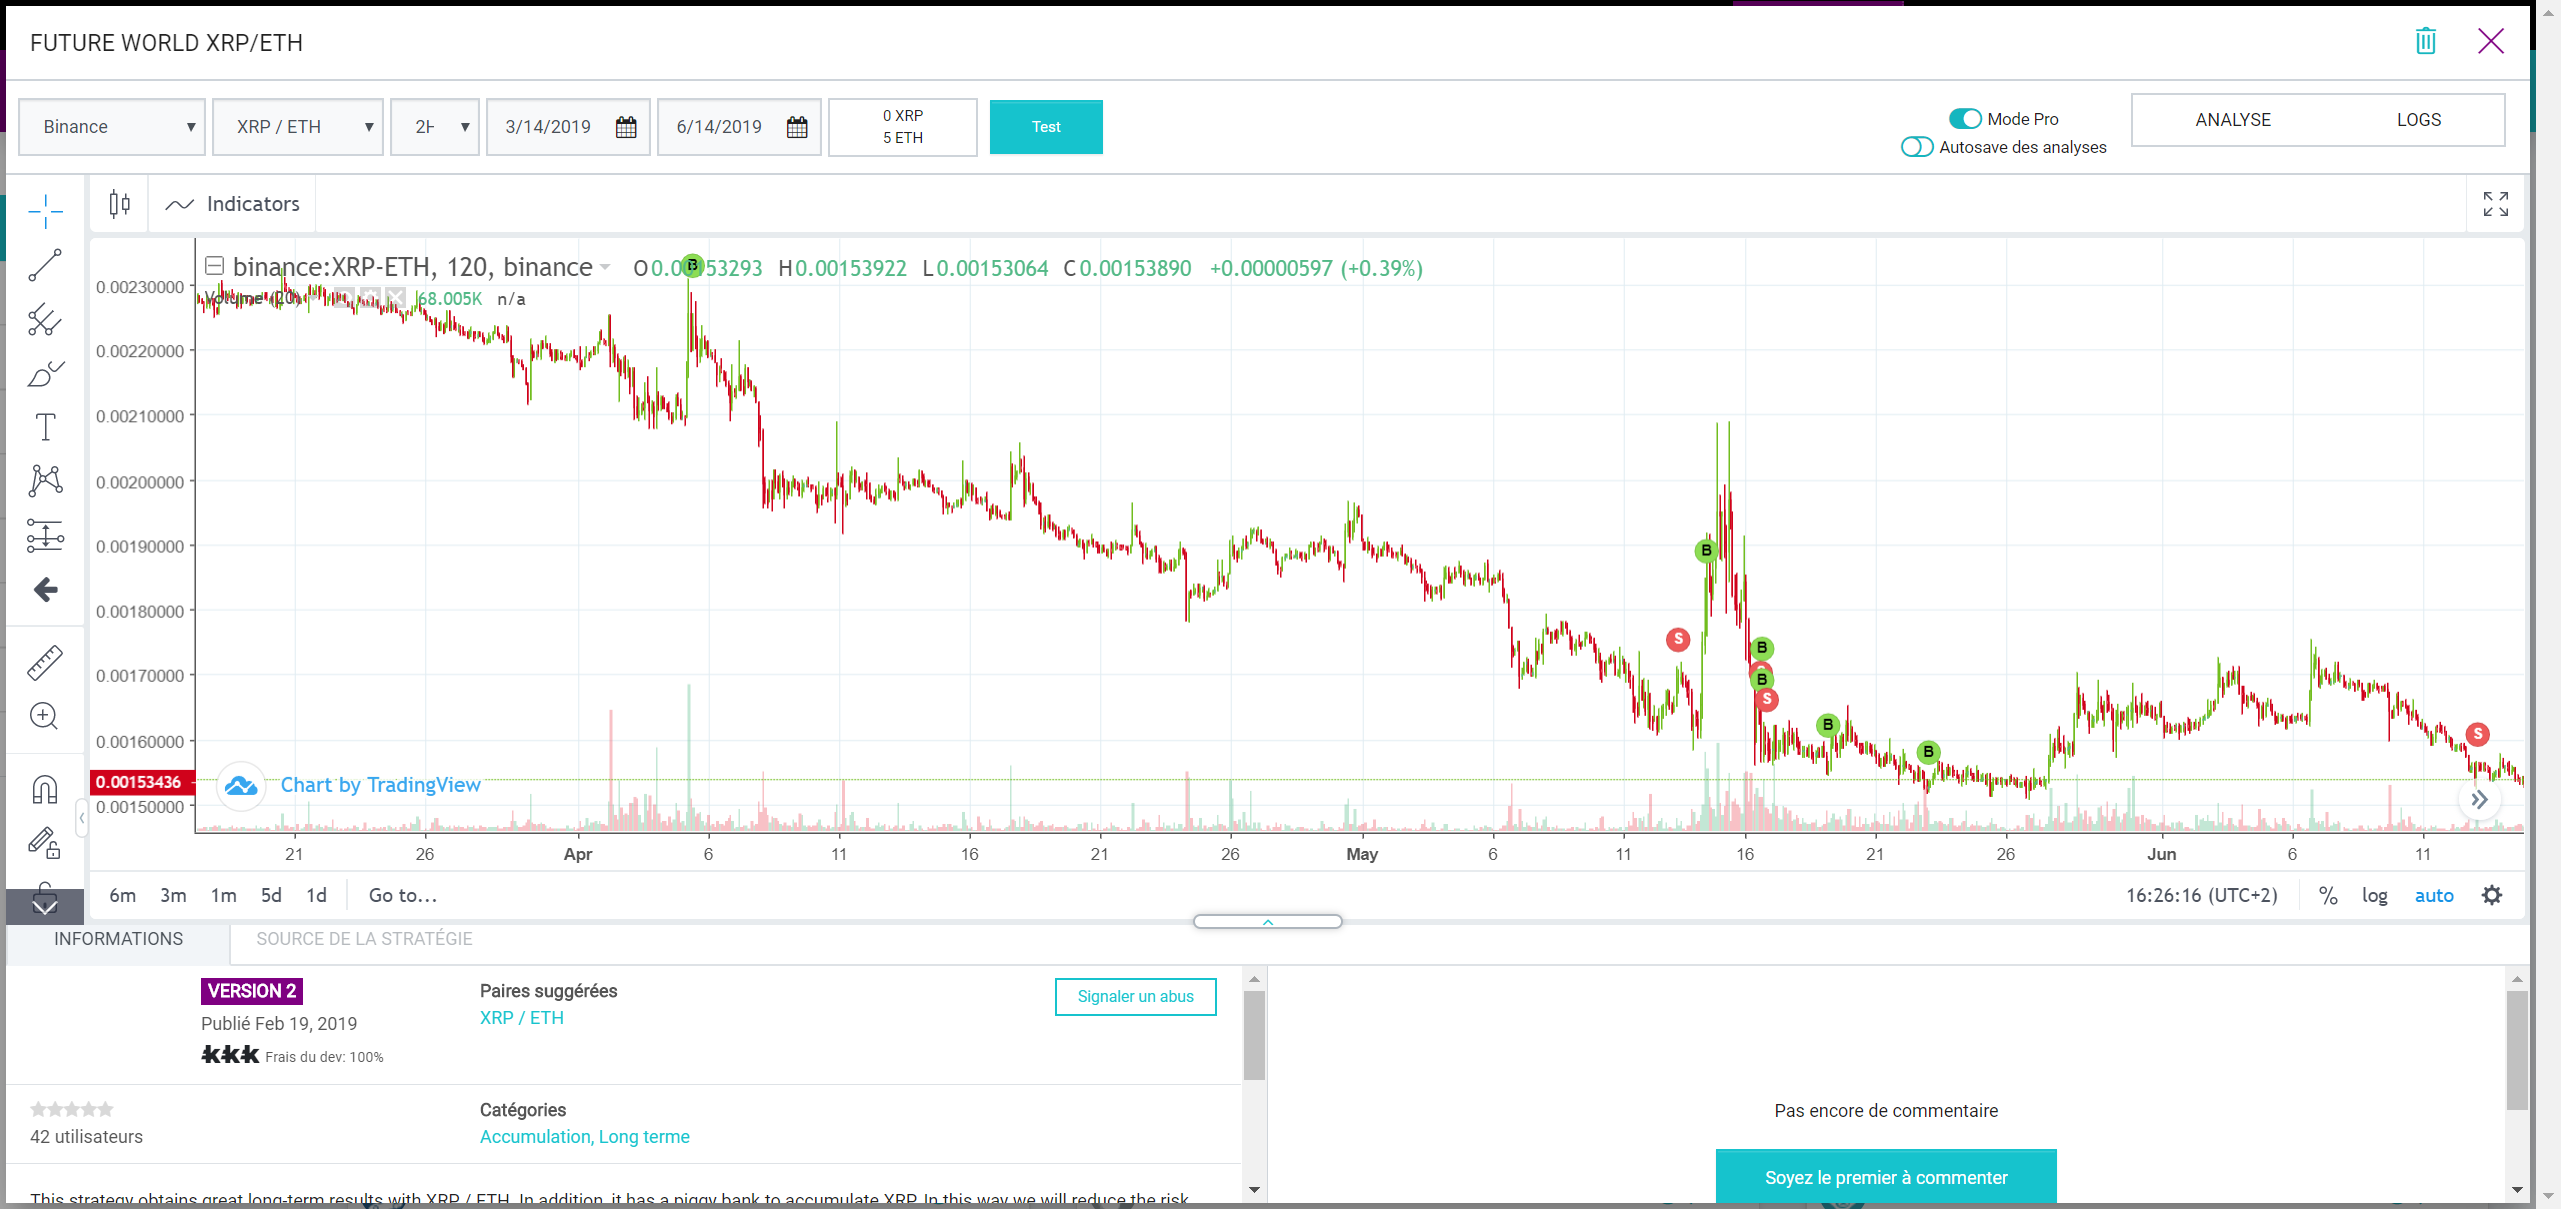 FUTURE WORLD XRP/ETH
Binance
XRP / ETH
3/14/2019
6/14/2019
0 XRP
5 ETH
Test
Mode Pro
Autosave des analyses
ANALYSE
LOGS
Indicators
binance:XRP-ETH, 120, binance
H0.00153922 L0.00153064 C0.00153890 +0.00000597 (+0.39%)
Volume (20)
68.005K n/a
0.00230000
0.00220000
0.00210000
0.00200000
0.00190000
0.00180000
0.00170000
0.00160000
0.00153436
0.00150000
B
B
S
B
B
S
B
B
S
Chart by TradingView
21 26 Apr 6 11 16 21 26 May 6 11 16 21 26 Jun 6 11
6m 3m 1m 5d 1d Go to...
16:26:16 (UTC+2) % log auto
INFORMATIONS
SOURCE DE LA STRATÉGIE
VERSION 2
Publié Feb 19, 2019
Frais du dev: 100%
Paires suggérées
XRP / ETH
Signaler un abus
42 utilisateurs
Catégories
Accumulation, Long terme
This strategy obtains great long-term results with XRP / ETH. In addition, it has a piggy bank to accumulate XRP. In this way we will reduce the risk
Pas encore de commentaire
Soyez le premier à commenter